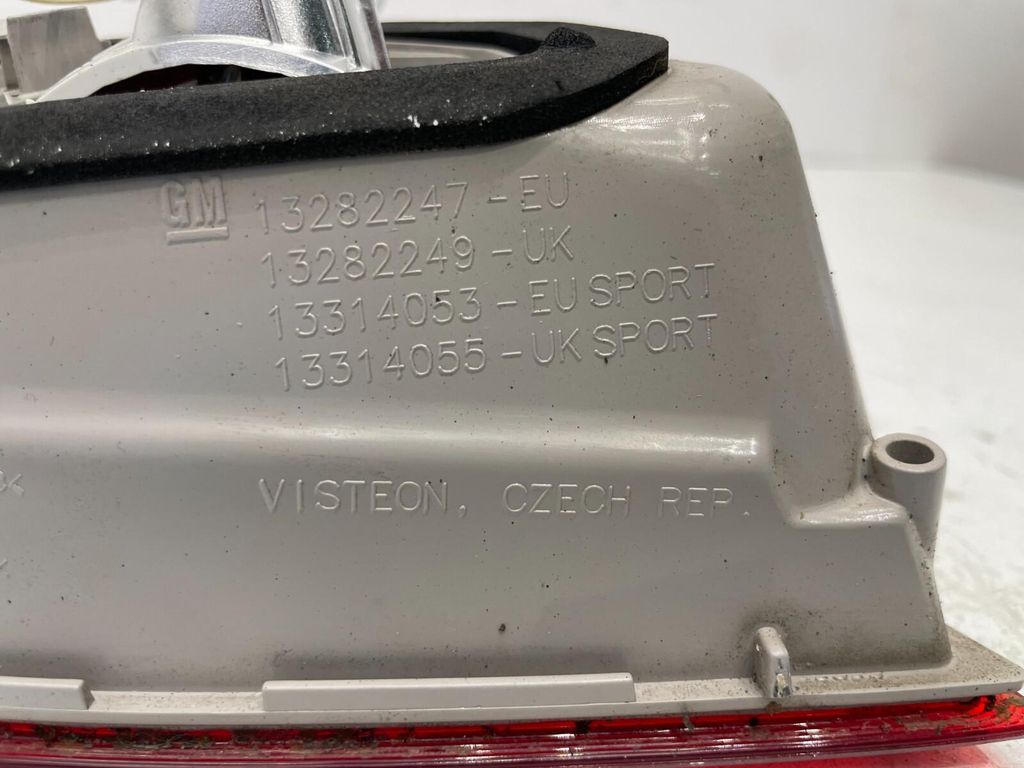 GM 13282247-EU
13282249-UK
13314053-EU SPORT
13314055-UK SPORT
VISTEON, CZECH REP.